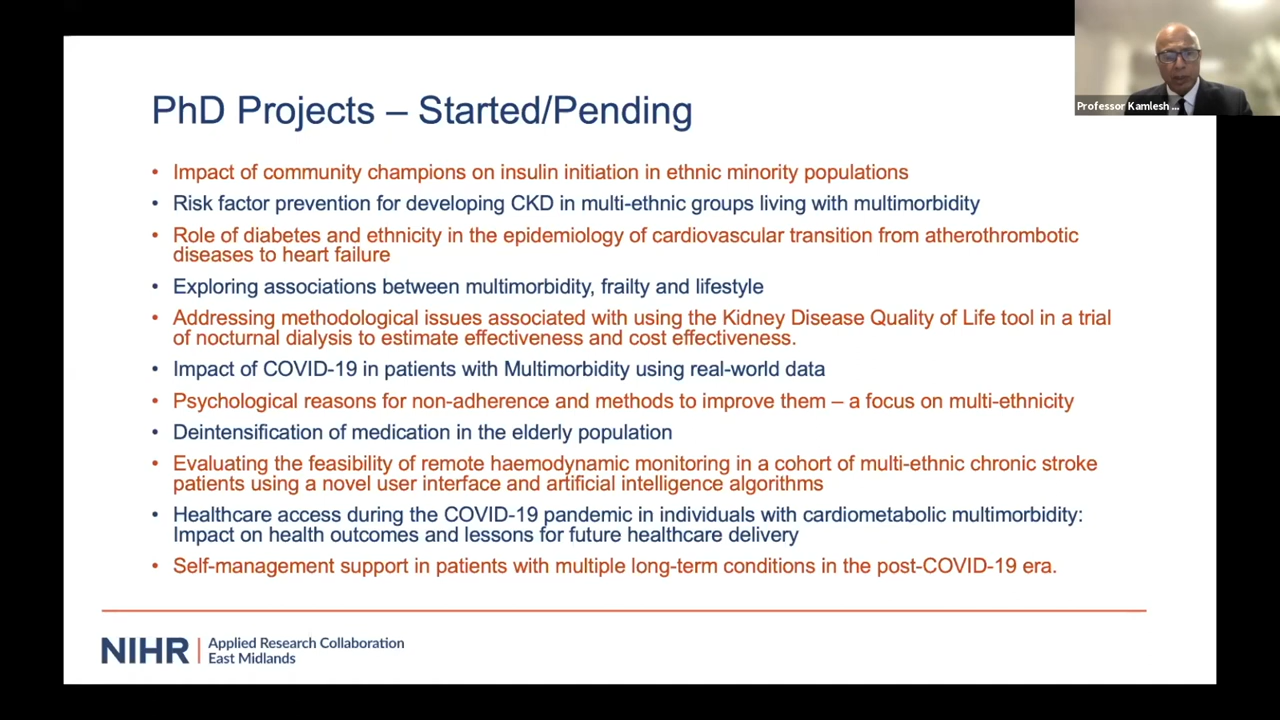 Professor Kamlesh ...
PhD Projects – Started/Pending
• Impact of community champions on insulin initiation in ethnic minority populations
• Risk factor prevention for developing CKD in multi-ethnic groups living with multimorbidity
• Role of diabetes and ethnicity in the epidemiology of cardiovascular transition from atherothrombotic
diseases to heart failure
• Exploring associations between multimorbidity, frailty and lifestyle
• Addressing methodological issues associated with using the Kidney Disease Quality of Life tool in a trial
of nocturnal dialysis to estimate effectiveness and cost effectiveness.
• Impact of COVID-19 in patients with Multimorbidity using real-world data
• Psychological reasons for non-adherence and methods to improve them – a focus on multi-ethnicity
• Deintensification of medication in the elderly population
• Evaluating the feasibility of remote haemodynamic monitoring in a cohort of multi-ethnic chronic stroke
patients using a novel user interface and artificial intelligence algorithms
• Healthcare access during the COVID-19 pandemic in individuals with cardiometabolic multimorbidity:
Impact on health outcomes and lessons for future healthcare delivery
• Self-management support in patients with multiple long-term conditions in the post-COVID-19 era.
NIHR | Applied Research Collaboration
East Midlands